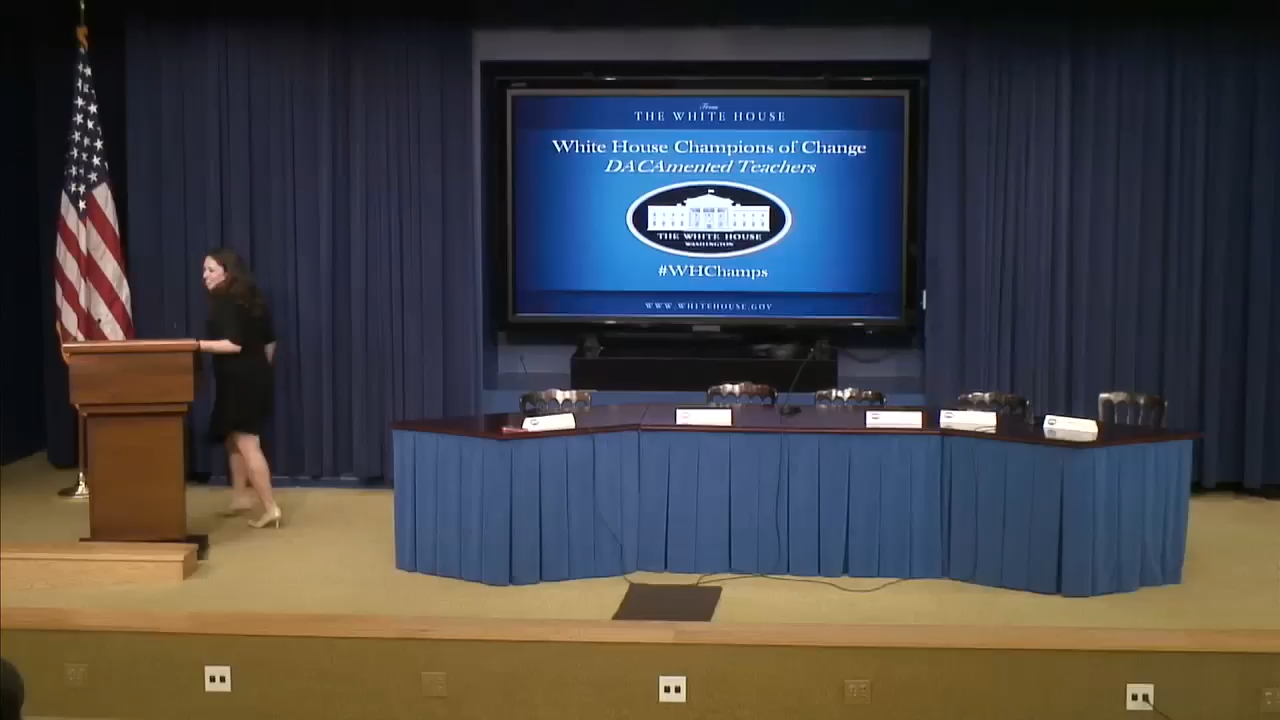 From
THE WHITE HOUSE
White House Champions of Change
DACAmented Teachers
THE WHITE HOUSE
WASHINGTON
#WHChamps
WWW.WHITEHOUSE.GOV